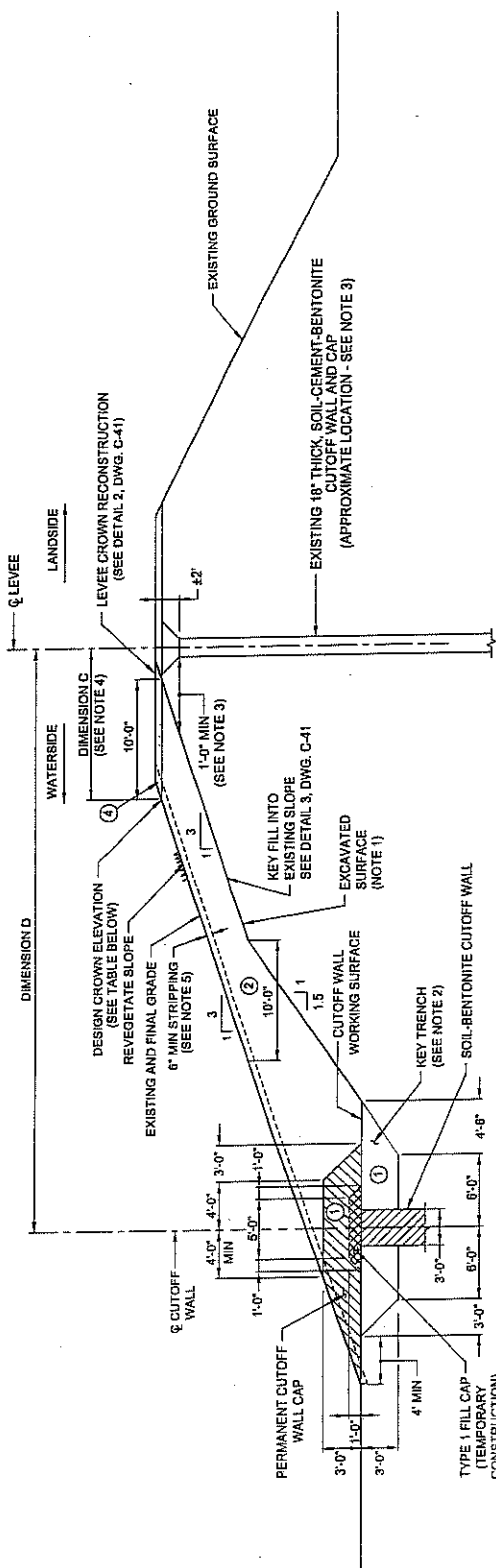 ℄ LEVEE
WATERSIDE
LANDSIDE
DIMENSION D
DIMENSION C
(SEE NOTE 4)
10'-0"
LEVEE CROWN RECONSTRUCTION
(SEE DETAIL 2, DWG. C-41)
EXISTING GROUND SURFACE
±2'
4
DESIGN CROWN ELEVATION
(SEE TABLE BELOW)
REVEGETATE SLOPE
EXISTING AND FINAL GRADE
6" MIN STRIPPING
(SEE NOTE 5)
3
1
3
1
1'-0" MIN
(SEE NOTE 3)
EXISTING 18" THICK, SOIL-CEMENT-BENTONITE
CUTOFF WALL AND CAP
(APPROXIMATE LOCATION - SEE NOTE 3)
KEY FILL INTO
EXISTING SLOPE
SEE DETAIL 3, DWG. C-41
EXCAVATED
SURFACE
(NOTE 1)
2
10'-0"
1
1.5
CUTOFF WALL
WORKING SURFACE
KEY TRENCH
(SEE NOTE 2)
SOIL-BENTONITE CUTOFF WALL
℄ CUTOFF
WALL
4'-0"
MIN
4'-0"
3'-0"
1'-0"
5'-0"
1'-0"
PERMANENT CUTOFF
WALL CAP
1
1
3'-0"
1'-0"
3'-0"
4' MIN
3'-0"
6'-0"
3'-0"
6'-0"
4'-6"
TYPE 1 FILL CAP
(TEMPORARY
CONSTRUCTION)